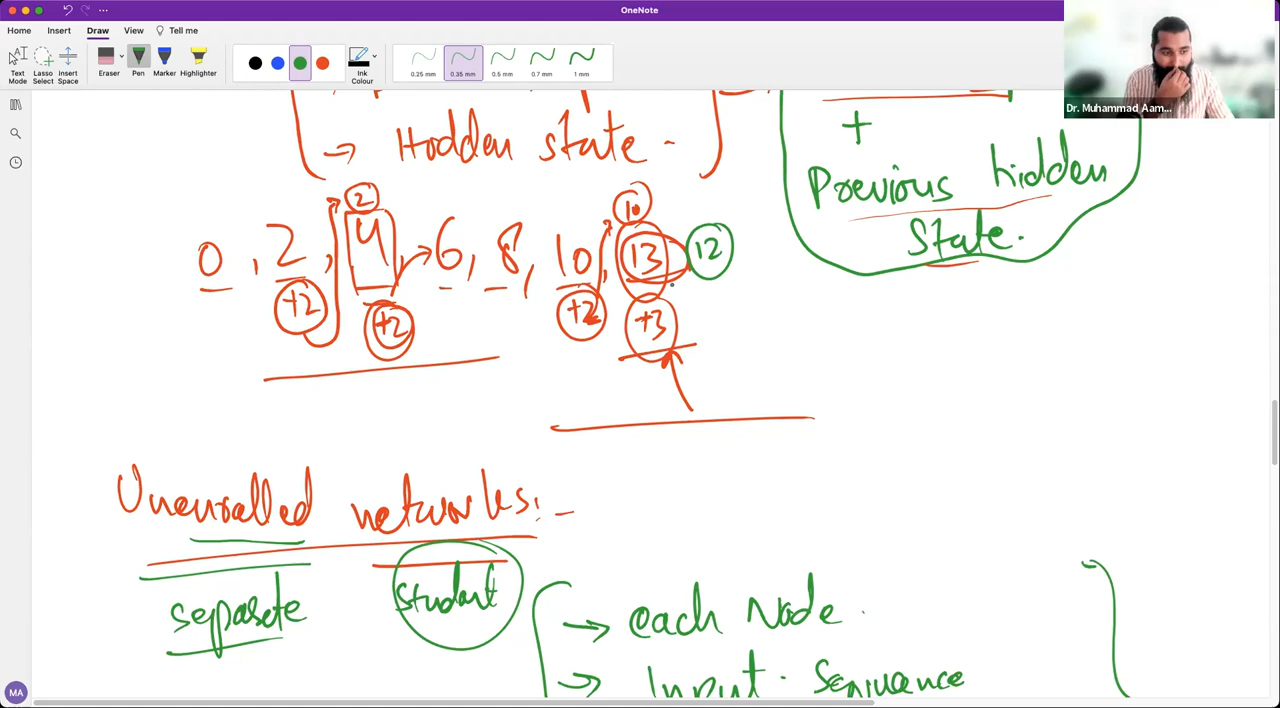 OneNote
Home Insert Draw View Tell me
Text Mode Lasso Select Insert Space Eraser Pen Marker Highlighter Ink Colour 0.25 mm 0.35 mm 0.5 mm 0.7 mm 1 mm
Dr. Muhammad Aam...
→ Hodden state -
+
Previous hidden
state.
2 10
0 , 2 , 4 , → 6 , 8 , 10 , 13 12
+2 +2 +2 +3
Unenrolled networks:-
separete student
→ each Node.
→ Input. Sequence
MA